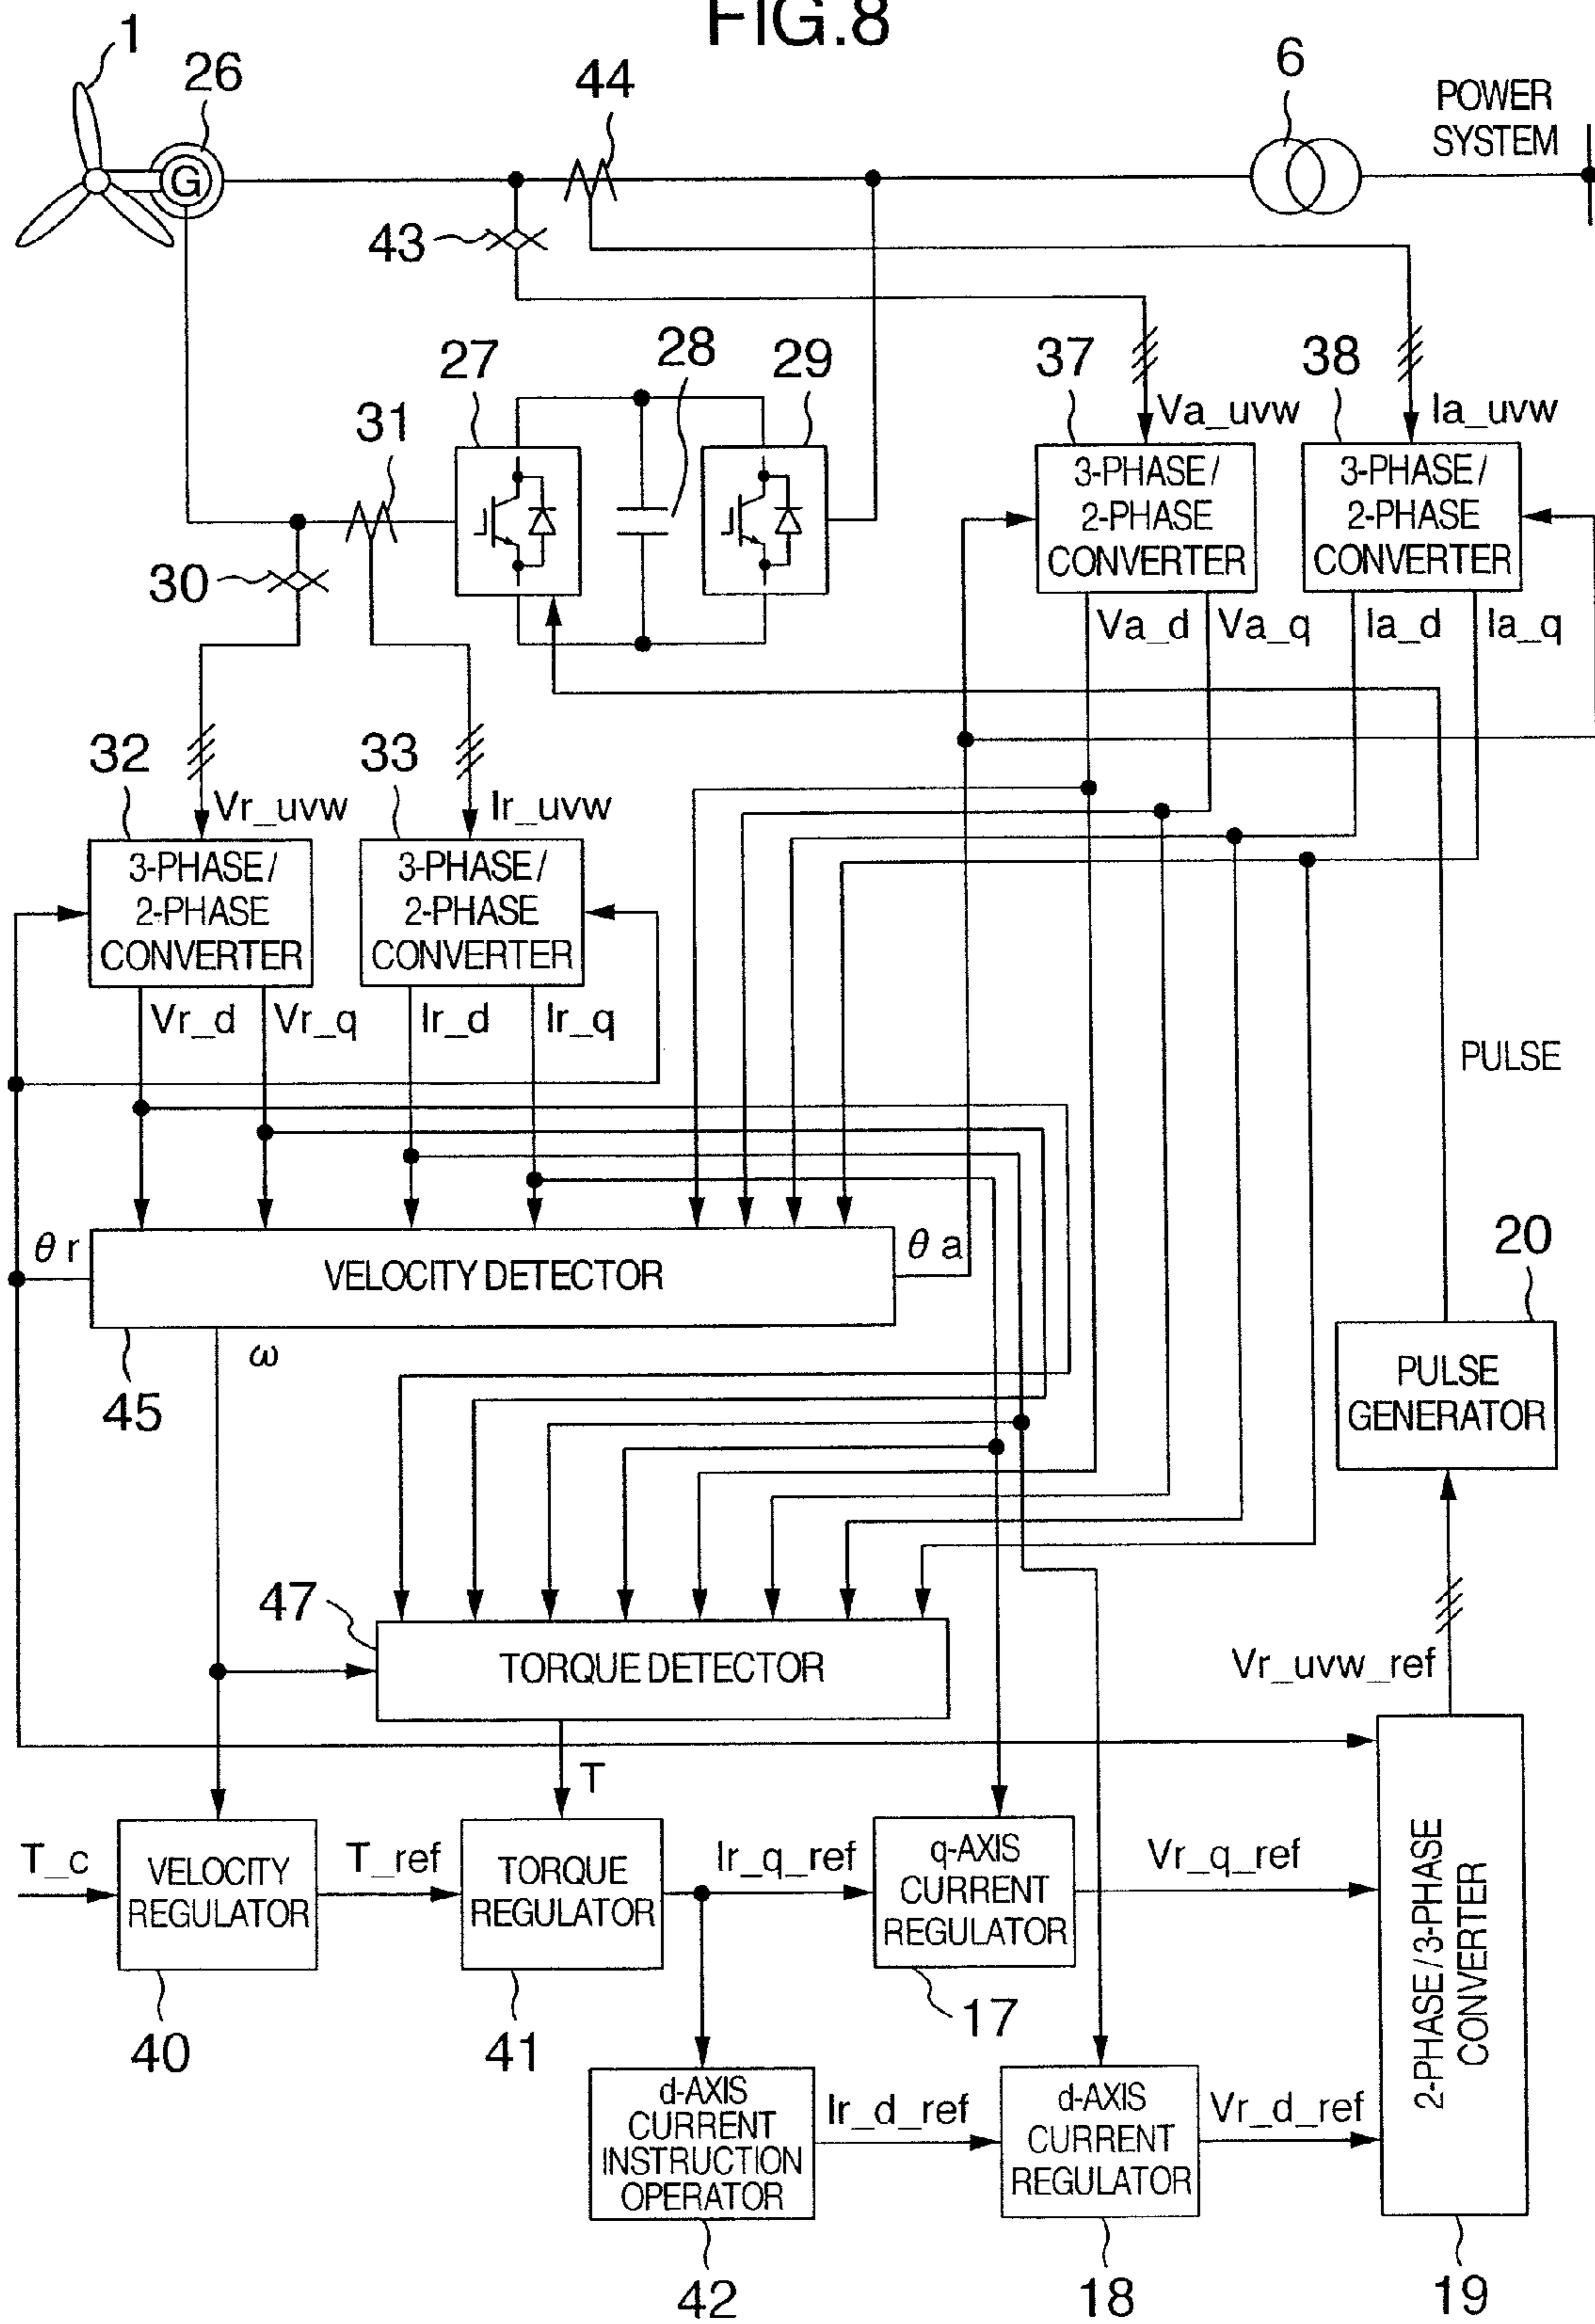 FIG.8
1
26
44
6
POWER
SYSTEM
G
43
27
28
29
37
38
31
Va_uvw
Ia_uvw
3-PHASE/
2-PHASE
CONVERTER
3-PHASE/
2-PHASE
CONVERTER
30
Va_d
Va_q
Ia_d
Ia_q
32
33
Vr_uvw
Ir_uvw
3-PHASE/
2-PHASE
CONVERTER
3-PHASE/
2-PHASE
CONVERTER
Vr_d
Vr_q
Ir_d
Ir_q
PULSE
θr
VELOCITY DETECTOR
θa
20
ω
45
PULSE
GENERATOR
47
TORQUE DETECTOR
Vr_uvw_ref
T
T_c
VELOCITY
REGULATOR
T_ref
TORQUE
REGULATOR
Ir_q_ref
q-AXIS
CURRENT
REGULATOR
Vr_q_ref
2-PHASE/3-PHASE
CONVERTER
40
41
17
d-AXIS
CURRENT
INSTRUCTION
OPERATOR
Ir_d_ref
d-AXIS
CURRENT
REGULATOR
Vr_d_ref
42
18
19